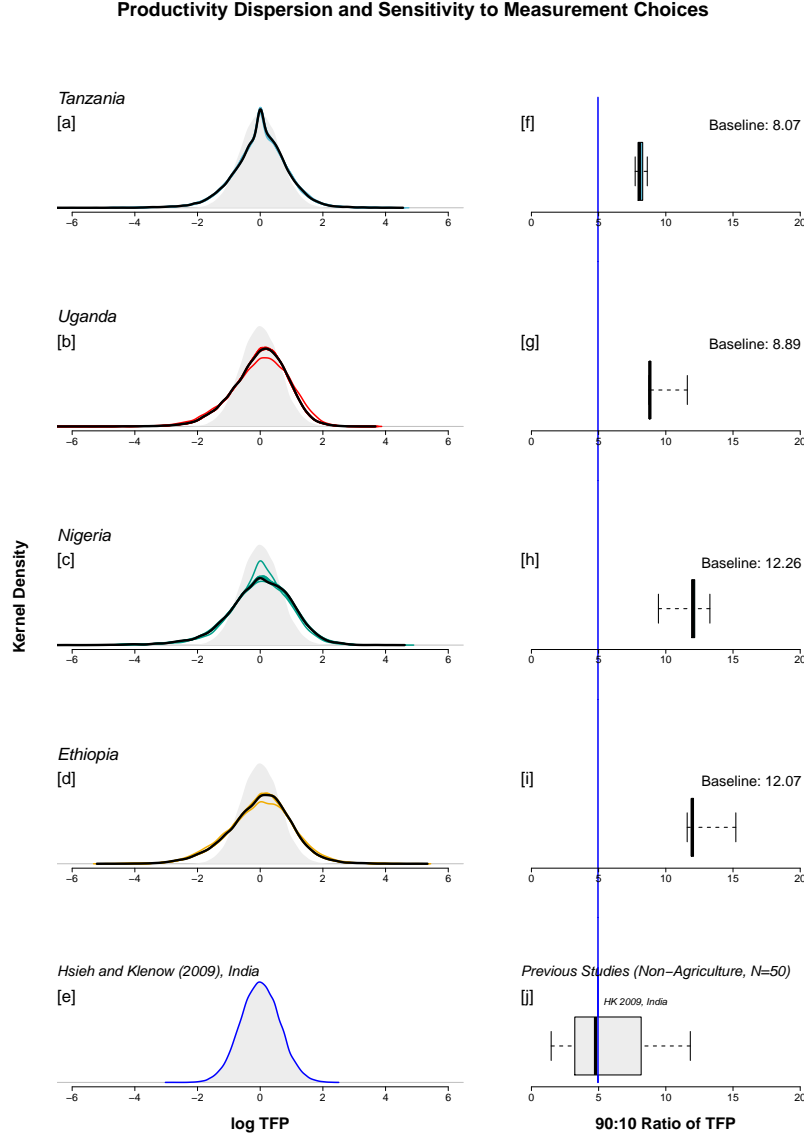 Productivity Dispersion and Sensitivity to Measurement Choices
Tanzania
[a]
−6 −4 −2 0 2 4 6
[f]
Baseline: 8.07
0 5 10 15 20
Uganda
[b]
−6 −4 −2 0 2 4 6
[g]
Baseline: 8.89
0 5 10 15 20
Nigeria
[c]
−6 −4 −2 0 2 4 6
[h]
Baseline: 12.26
0 5 10 15 20
Kernel Density
Ethiopia
[d]
−6 −4 −2 0 2 4 6
[i]
Baseline: 12.07
0 5 10 15 20
Hsieh and Klenow (2009), India
[e]
−6 −4 −2 0 2 4 6
log TFP
Previous Studies (Non−Agriculture, N=50)
[j]
HK 2009, India
0 5 10 15 20
90:10 Ratio of TFP